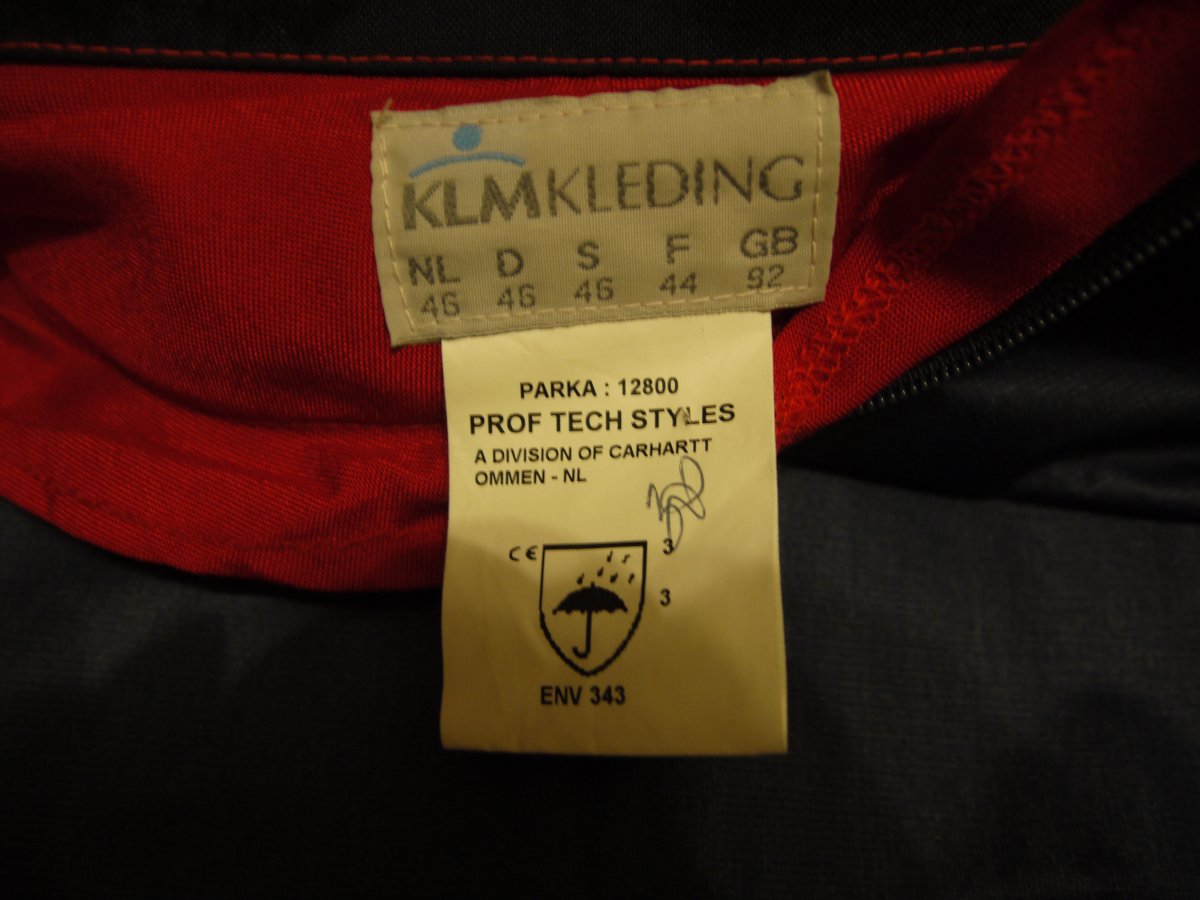 KLMKLEDING
NL D S F GB
46 46 46 44 92
PARKA : 12800
PROF TECH STYLES
A DIVISION OF CARHARTT
OMMEN - NL
CE 3
3
ENV 343